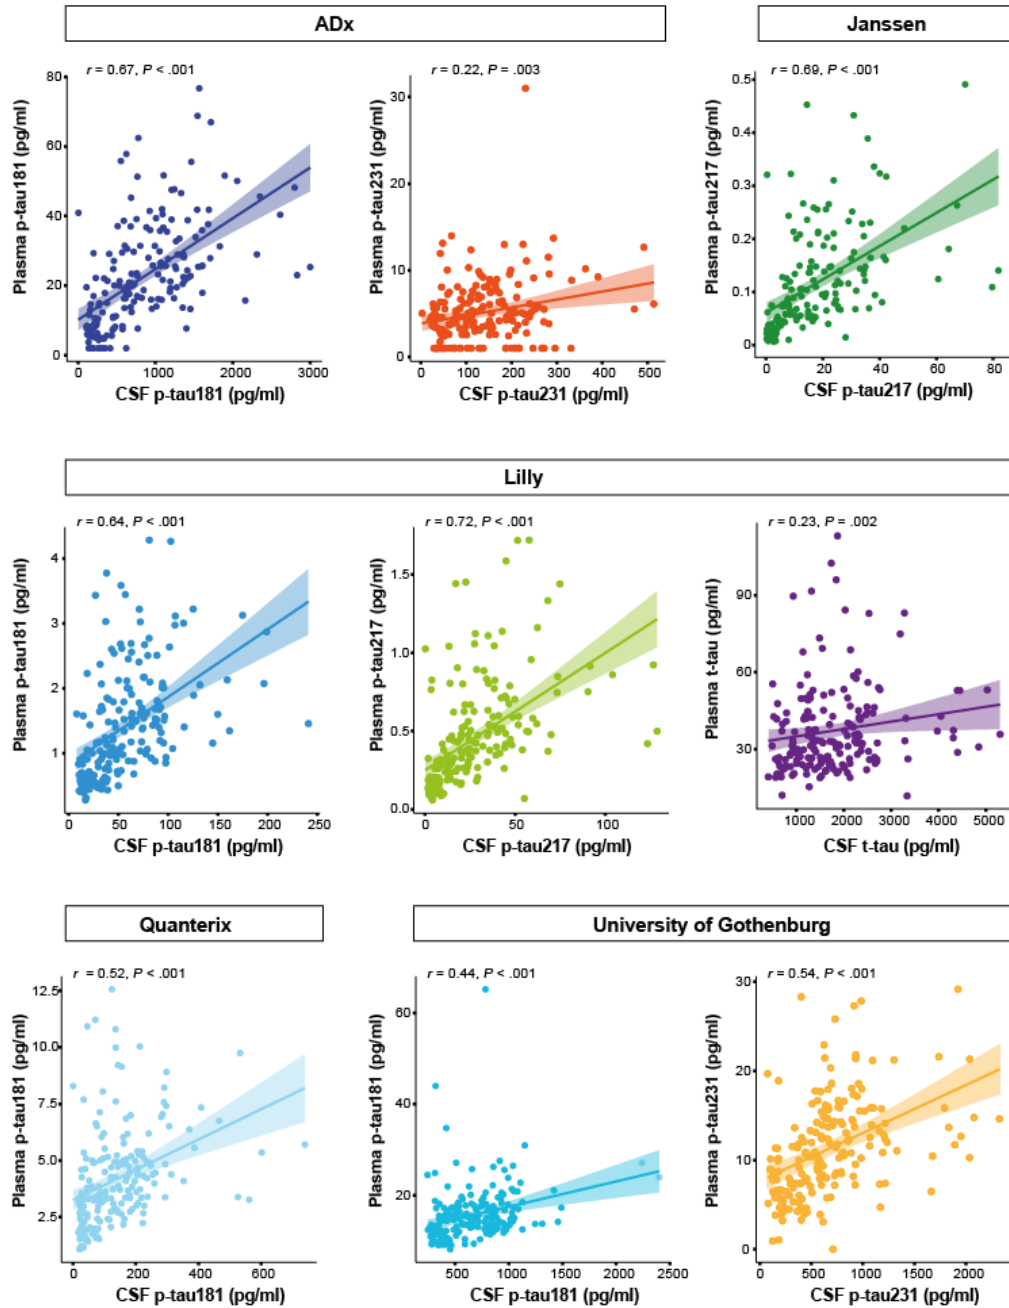 ADx
Janssen
r = 0.67, P < .001
r = 0.22, P = .003
r = 0.69, P < .001
Plasma p-tau181 (pg/ml)
80
60
40
20
0
0 1000 2000 3000
CSF p-tau181 (pg/ml)
Plasma p-tau231 (pg/ml)
30
20
10
0
0 100 200 300 400 500
CSF p-tau231 (pg/ml)
Plasma p-tau217 (pg/ml)
0.5
0.4
0.3
0.2
0.1
0
0 20 40 60 80
CSF p-tau217 (pg/ml)
Lilly
r = 0.64, P < .001
r = 0.72, P < .001
r = 0.23, P = .002
Plasma p-tau181 (pg/ml)
4
3
2
1
0 50 100 150 200 250
CSF p-tau181 (pg/ml)
Plasma p-tau217 (pg/ml)
1.5
1.0
0.5
0.0
0 50 100
CSF p-tau217 (pg/ml)
Plasma t-tau (pg/ml)
90
60
30
1000 2000 3000 4000 5000
CSF t-tau (pg/ml)
Quanterix
University of Gothenburg
r = 0.52, P < .001
r = 0.44, P < .001
r = 0.54, P < .001
Plasma p-tau181 (pg/ml)
12.5
10.0
7.5
5.0
2.5
0 200 400 600
CSF p-tau181 (pg/ml)
Plasma p-tau181 (pg/ml)
60
40
20
500 1000 1500 2000 2500
CSF p-tau181 (pg/ml)
Plasma p-tau231 (pg/ml)
30
20
10
0
0 500 1000 1500 2000
CSF p-tau231 (pg/ml)